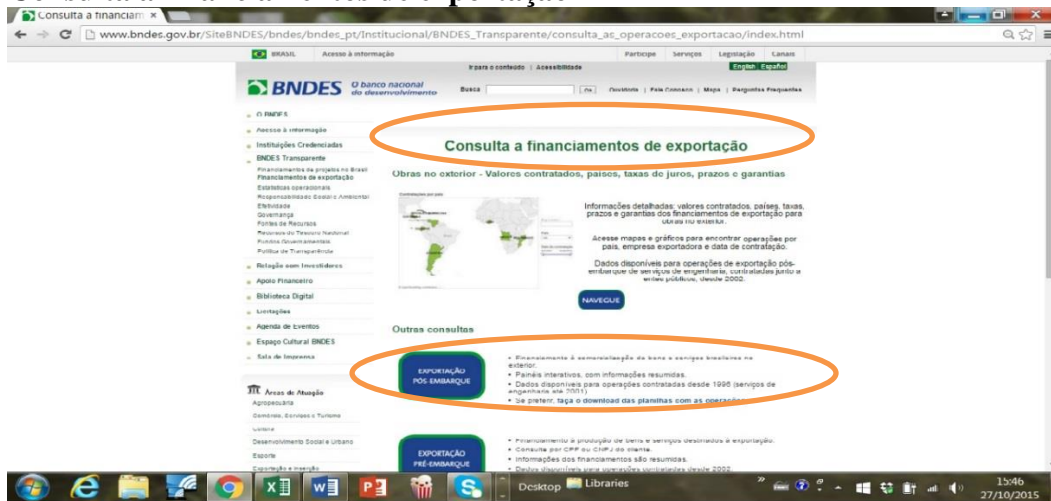 Consulta a financiam ×
www.bndes.gov.br/SiteBNDES/bndes/bndes_pt/Institucional/BNDES_Transparente/consulta_as_operacoes_exportacao/index.html
BRASIL Acesso à informação Participe Serviços Legislação Canais
Ir para o conteúdo | Acessibilidade English Español
BNDES O banco nacional do desenvolvimento
Busca Ok Ouvidoria | Fale Conosco | Mapa | Perguntas Frequentes
O BNDES
Acesso à informação
Instituições Credenciadas
BNDES Transparente
Financiamentos de projetos no Brasil
Financiamentos de exportação
Estatísticas operacionais
Responsabilidade Social e Ambiental
Efetividade
Governança
Fontes de Recursos
Recursos do Tesouro Nacional
Fundos Governamentais
Política de Transparência
Relação com Investidores
Apoio Financeiro
Biblioteca Digital
Licitações
Agenda de Eventos
Espaço Cultural BNDES
Sala de Imprensa
Áreas de Atuação
Agropecuária
Comércio, Serviços e Turismo
Cultura
Desenvolvimento Social e Urbano
Esporte
Exportação e Inserção
Consulta a financiamentos de exportação
Obras no exterior - Valores contratados, países, taxas de juros, prazos e garantias
Contratações por país
Informações detalhadas: valores contratados, países, taxas,
prazos e garantias dos financiamentos de exportação para
obras no exterior.
Acesse mapas e gráficos para encontrar operações por
país, empresa exportadora e data de contratação.
Dados disponíveis para operações de exportação pós-
embarque de serviços de engenharia, contratadas junto a
entes públicos, desde 2002.
NAVEGUE
Outras consultas
EXPORTAÇÃO
PÓS-EMBARQUE
• Financiamento à comercialização de bens e serviços brasileiros no
exterior.
• Painéis interativos, com informações resumidas.
• Dados disponíveis para operações contratadas desde 1998 (serviços de
engenharia até 2001)
• Se preferir, faça o download das planilhas com as operações
EXPORTAÇÃO
PRÉ-EMBARQUE
• Financiamento à produção de bens e serviços destinados à exportação.
• Consulta por CPF ou CNPJ do cliente.
• Informações dos financiamentos são resumidas.
• Dados disponíveis para operações contratadas desde 2002.
Desktop Libraries
15:46
27/10/2015